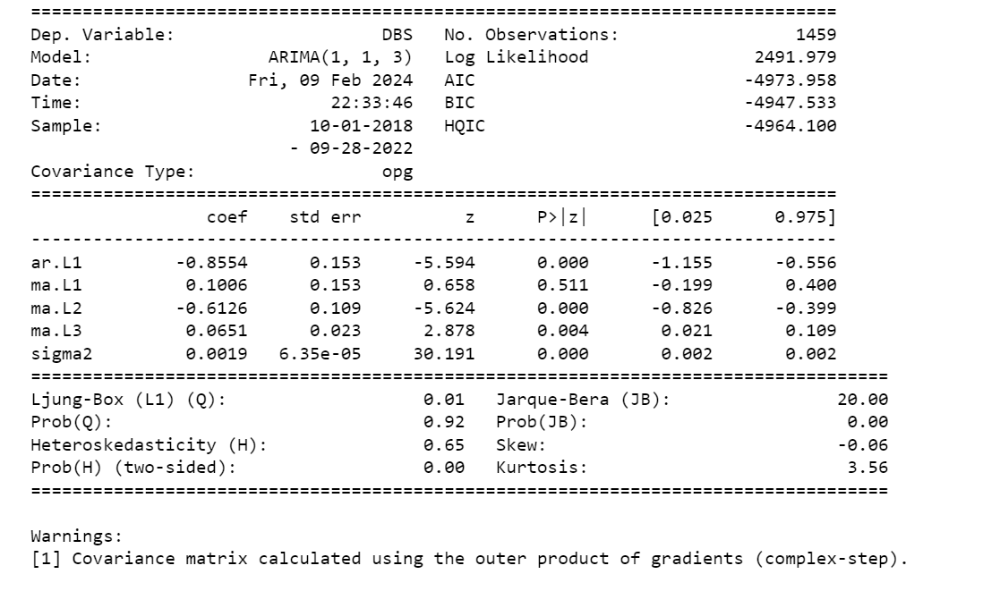 ==============================================================================
Dep. Variable:                    DBS   No. Observations:                 1459
Model:                 ARIMA(1, 1, 3)   Log Likelihood                2491.979
Date:                Fri, 09 Feb 2024   AIC                          -4973.958
Time:                        22:33:46   BIC                          -4947.533
Sample:                    10-01-2018   HQIC                         -4964.100
                         - 09-28-2022
Covariance Type:                  opg
==============================================================================
                 coef    std err          z      P>|z|      [0.025      0.975]
------------------------------------------------------------------------------
ar.L1         -0.8554      0.153     -5.594      0.000      -1.155      -0.556
ma.L1          0.1006      0.153      0.658      0.511      -0.199       0.400
ma.L2         -0.6126      0.109     -5.624      0.000      -0.826      -0.399
ma.L3          0.0651      0.023      2.878      0.004       0.021       0.109
sigma2         0.0019   6.35e-05     30.191      0.000       0.002       0.002
===================================================================================
Ljung-Box (L1) (Q):                   0.01   Jarque-Bera (JB):                20.00
Prob(Q):                              0.92   Prob(JB):                         0.00
Heteroskedasticity (H):               0.65   Skew:                            -0.06
Prob(H) (two-sided):                  0.00   Kurtosis:                         3.56
===================================================================================
Warnings:
[1] Covariance matrix calculated using the outer product of gradients (complex-step).